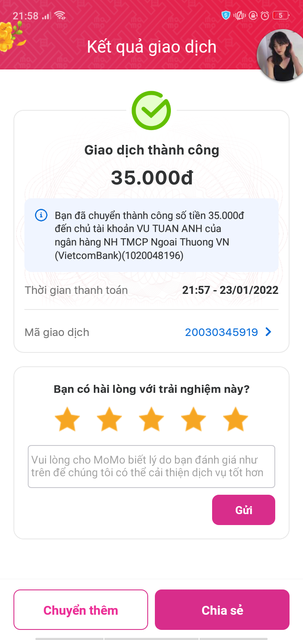 21:58
5
Kết quả giao dịch
Giao dịch thành công
35.000đ
Bạn đã chuyển thành công số tiền 35.000đ
đến chủ tài khoản VU TUAN ANH của
ngân hàng NH TMCP Ngoai Thuong VN
(VietcomBank)(1020048196)
Thời gian thanh toán 21:57 - 23/01/2022
Mã giao dịch 20030345919
Bạn có hài lòng với trải nghiệm này?
Vui lòng cho MoMo biết lý do bạn đánh giá như
trên để chúng tôi có thể cải thiện dịch vụ tốt hơn
Gửi
Chuyển thêm Chia sẻ